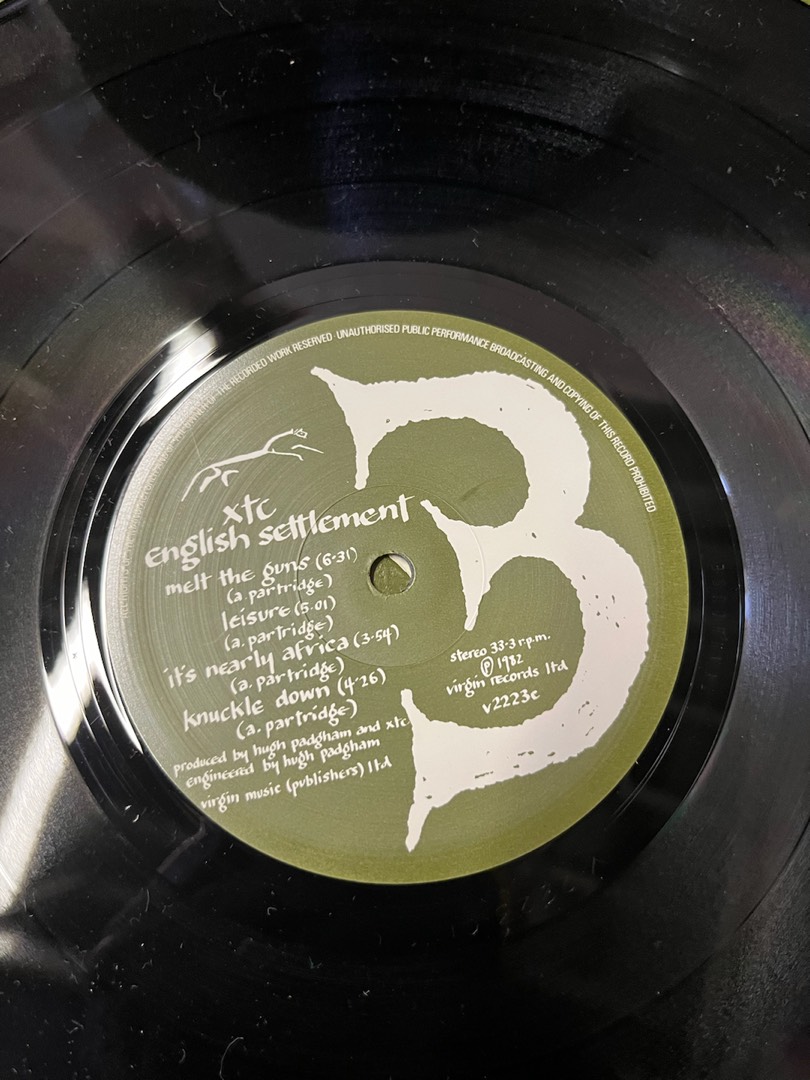 OF THE RECORDED WORK RESERVED · UNAUTHORISED PUBLIC PERFORMANCE BROADCASTING AND COPYING OF THIS RECORD PROHIBITED
3
xtc
english settlement
melt the guns (6·31)
(a. partridge)
leisure (5.01)
(a. partridge)
it's nearly africa (3·54)
(a. partridge)
knuckle down (4·26)
(a. partridge)
produced by hugh padgham and xtc.
engineered by hugh padgham
virgin music (publishers) ltd
stereo 33·3 r.p.m.
℗ 1982
virgin records ltd
v2223c